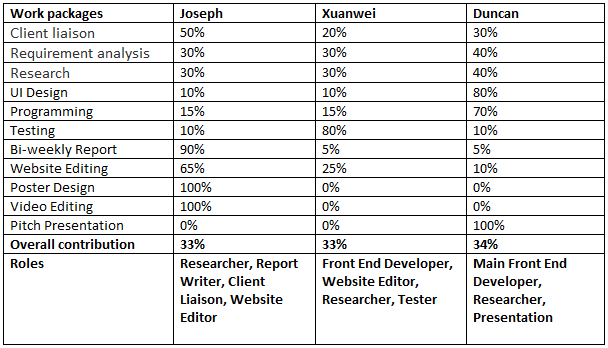 Work packages Joseph Xuanwei Duncan
Client liaison 50% 20% 30%
Requirement analysis 30% 30% 40%
Research 30% 30% 40%
UI Design 10% 10% 80%
Programming 15% 15% 70%
Testing 10% 80% 10%
Bi-weekly Report 90% 5% 5%
Website Editing 65% 25% 10%
Poster Design 100% 0% 0%
Video Editing 100% 0% 0%
Pitch Presentation 0% 0% 100%
Overall contribution 33% 33% 34%
Roles Researcher, Report Front End Developer, Main Front End
Writer, Client Website Editor, Developer,
Liaison, Website Researcher, Tester Researcher,
Editor Presentation